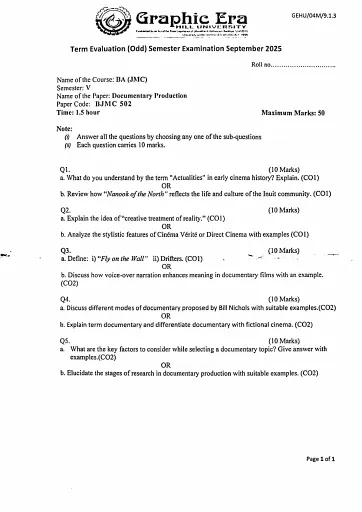 GEHU/04M/9.1.3
Graphic Era
HILL UNIVERSITY
Term Evaluation (Odd) Semester Examination September 2025
Roll no..............................
Name of the Course: BA (JMC)
Semester: V
Name of the Paper: Documentary Production
Paper Code: BJMC 502
Time: 1.5 hour Maximum Marks: 50
Note:
(i) Answer all the questions by choosing any one of the sub-questions
(ii) Each question carries 10 marks.
Q1. (10 Marks)
a. What do you understand by the term "Actualities" in early cinema history? Explain. (CO1)
OR
b. Review how "Nanook of the North" reflects the life and culture of the Inuit community. (CO1)
Q2. (10 Marks)
a. Explain the idea of "creative treatment of reality." (CO1)
OR
b. Analyze the stylistic features of Cinéma Vérité or Direct Cinema with examples (CO1)
Q3. (10 Marks)
a. Define: i) "Fly on the Wall" ii) Drifters. (CO1)
OR
b. Discuss how voice-over narration enhances meaning in documentary films with an example.
(CO2)
Q4. (10 Marks)
a. Discuss different modes of documentary proposed by Bill Nichols with suitable examples.(CO2)
OR
b. Explain term documentary and differentiate documentary with fictional cinema. (CO2)
Q5. (10 Marks)
a. What are the key factors to consider while selecting a documentary topic? Give answer with
examples.(CO2)
OR
b. Elucidate the stages of research in documentary production with suitable examples. (CO2)
Page 1 of 1